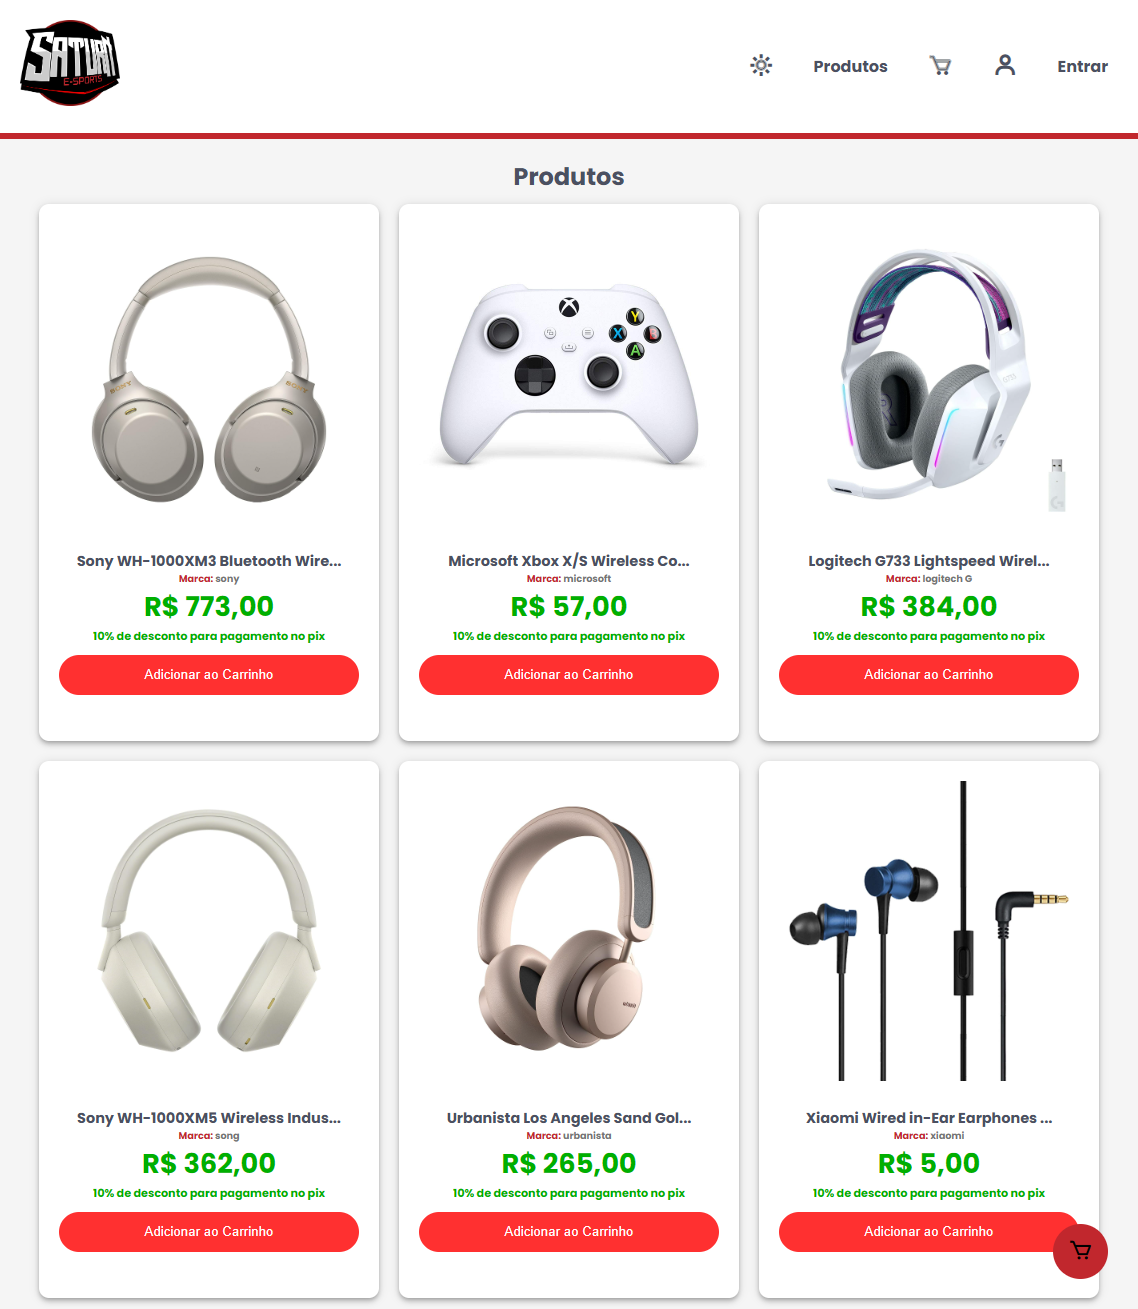 SATURN
E-SPORTS
Produtos
Entrar
Produtos
SONY
SONY
Y
X
B
A
G
Sony WH-1000XM3 Bluetooth Wire...
Marca: sony
R$ 773,00
10% de desconto para pagamento no pix
Adicionar ao Carrinho
Microsoft Xbox X/S Wireless Co...
Marca: microsoft
R$ 57,00
10% de desconto para pagamento no pix
Adicionar ao Carrinho
Logitech G733 Lightspeed Wirel...
Marca: logitech G
R$ 384,00
10% de desconto para pagamento no pix
Adicionar ao Carrinho
Sony WH-1000XM5 Wireless Indus...
Marca: song
R$ 362,00
10% de desconto para pagamento no pix
Adicionar ao Carrinho
Urbanista Los Angeles Sand Gol...
Marca: urbanista
R$ 265,00
10% de desconto para pagamento no pix
Adicionar ao Carrinho
Xiaomi Wired in-Ear Earphones ...
Marca: xiaomi
R$ 5,00
10% de desconto para pagamento no pix
Adicionar ao Carrinho